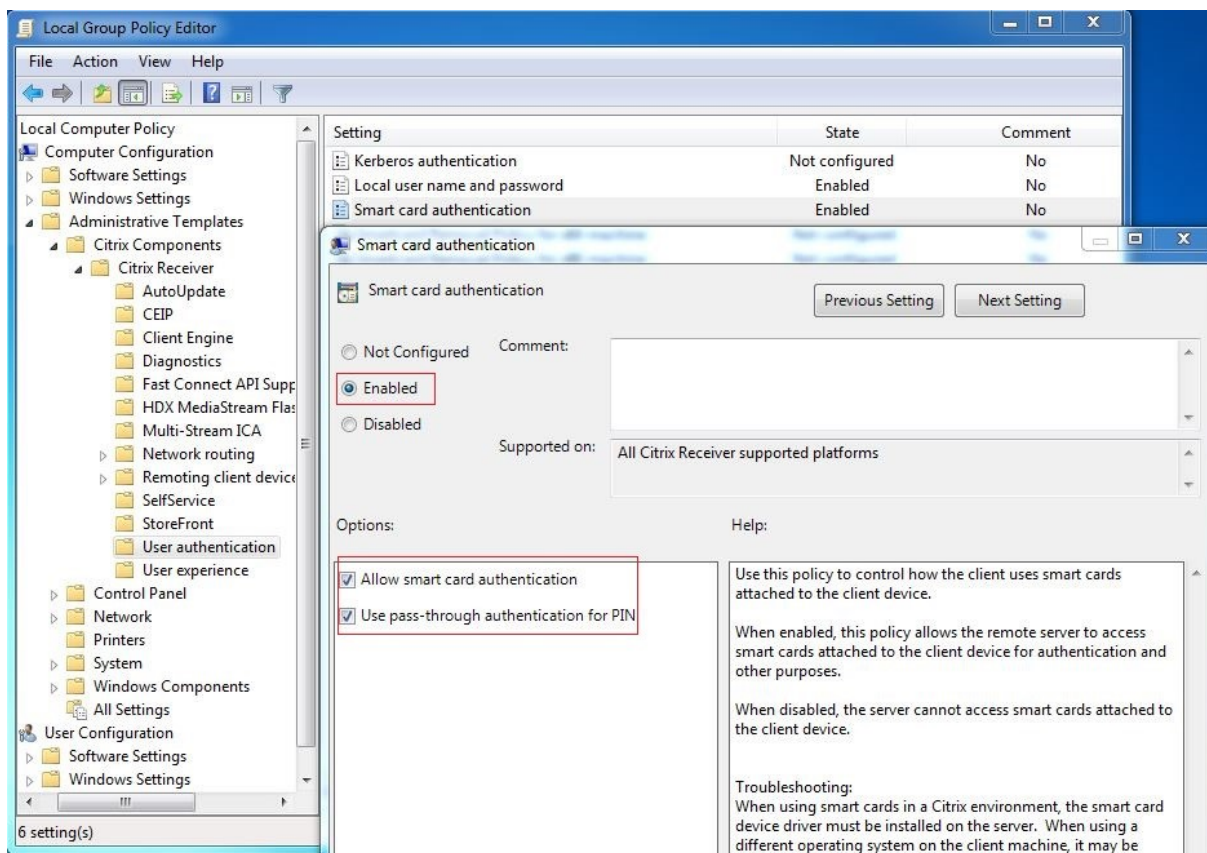 Local Group Policy Editor
File Action View Help
Local Computer Policy
Computer Configuration
Software Settings
Windows Settings
Administrative Templates
Citrix Components
Citrix Receiver
AutoUpdate
CEIP
Client Engine
Diagnostics
Fast Connect API Supp
HDX MediaStream Flas
Multi-Stream ICA
Network routing
Remoting client device
SelfService
StoreFront
User authentication
User experience
Control Panel
Network
Printers
System
Windows Components
All Settings
User Configuration
Software Settings
Windows Settings
6 setting(s)
Setting State Comment
Kerberos authentication Not configured No
Local user name and password Enabled No
Smart card authentication Enabled No
Smart card authentication
Smart card authentication
Previous Setting Next Setting
Not Configured
Enabled
Disabled
Comment:
Supported on:
All Citrix Receiver supported platforms
Options:
Allow smart card authentication
Use pass-through authentication for PIN
Help:
Use this policy to control how the client uses smart cards
attached to the client device.
When enabled, this policy allows the remote server to access
smart cards attached to the client device for authentication and
other purposes.
When disabled, the server cannot access smart cards attached to
the client device.
Troubleshooting:
When using smart cards in a Citrix environment, the smart card
device driver must be installed on the server. When using a
different operating system on the client machine, it may be